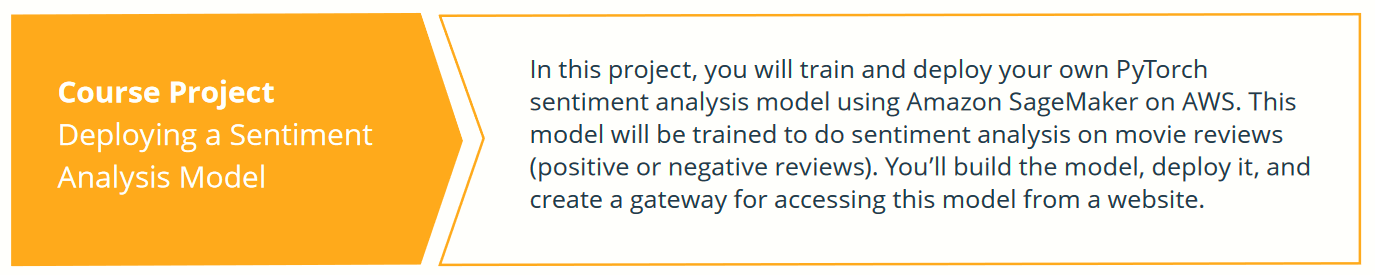 Course Project
Deploying a Sentiment
Analysis Model
In this project, you will train and deploy your own PyTorch
sentiment analysis model using Amazon SageMaker on AWS. This
model will be trained to do sentiment analysis on movie reviews
(positive or negative reviews). You’ll build the model, deploy it, and
create a gateway for accessing this model from a website.